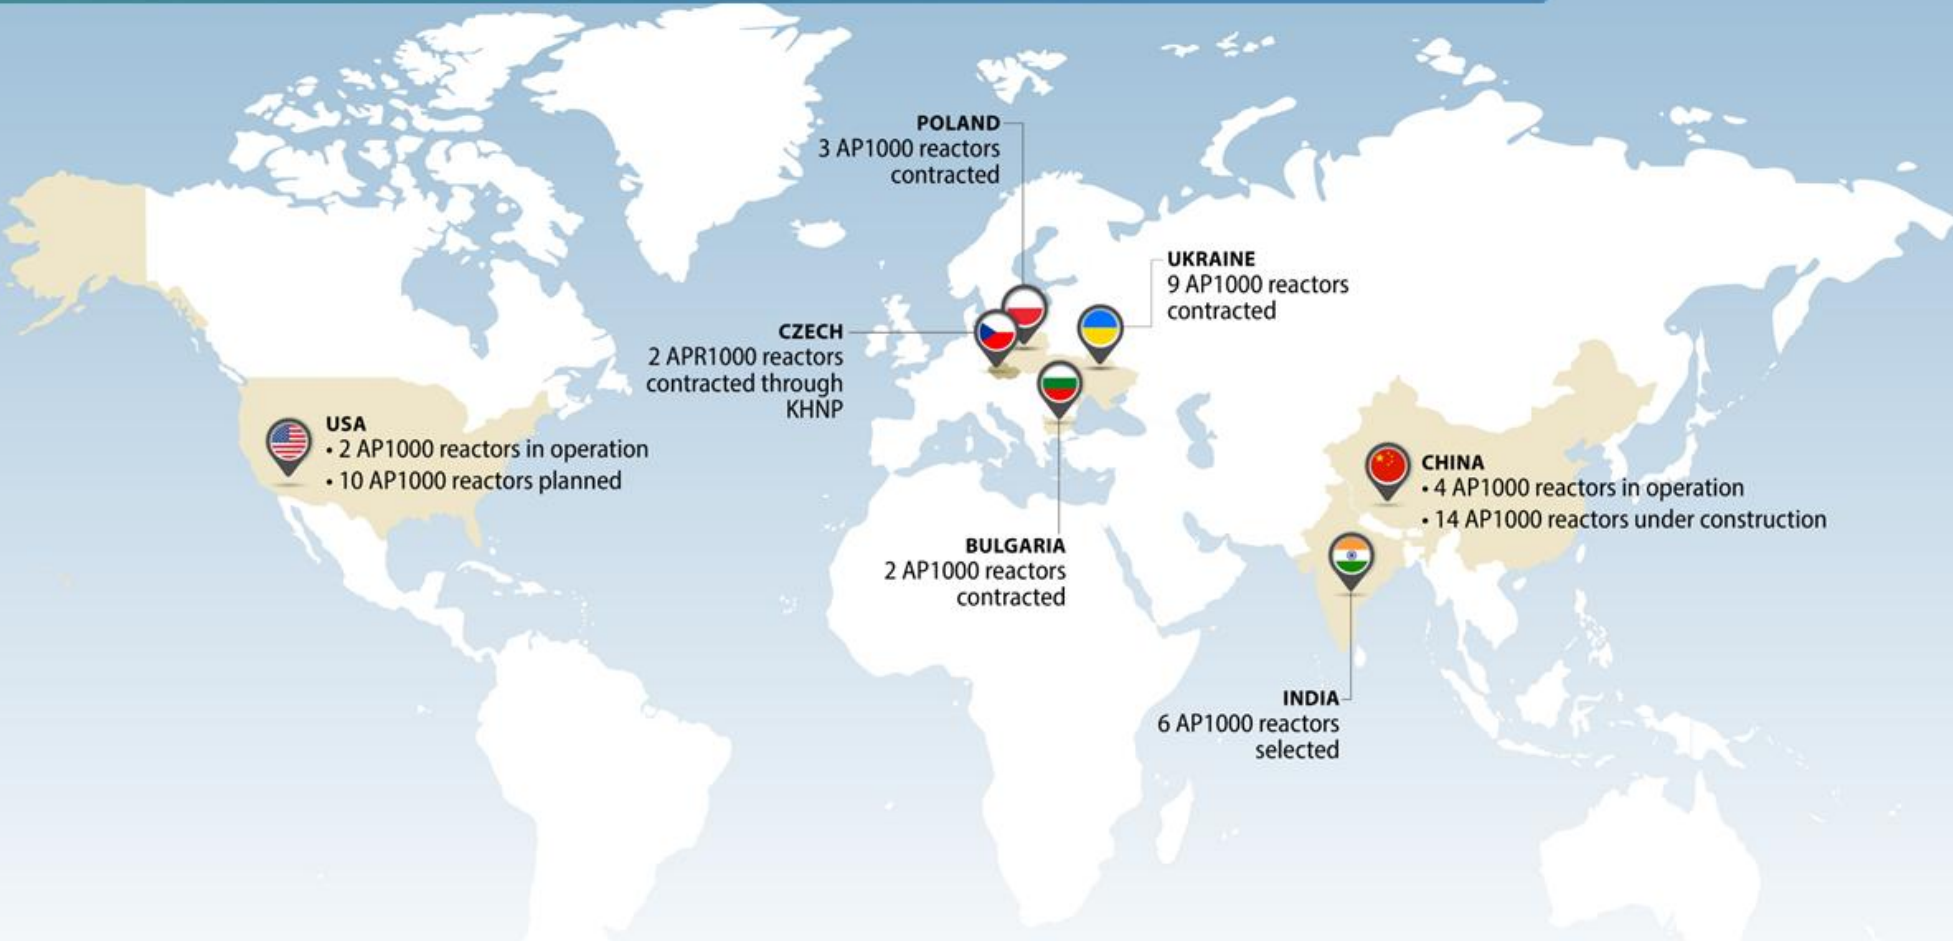 POLAND
3 AP1000 reactors
contracted
UKRAINE
9 AP1000 reactors
contracted
CZECH
2 APR1000 reactors
contracted through
KHNP
USA
• 2 AP1000 reactors in operation
• 10 AP1000 reactors planned
CHINA
• 4 AP1000 reactors in operation
• 14 AP1000 reactors under construction
BULGARIA
2 AP1000 reactors
contracted
INDIA
6 AP1000 reactors
selected